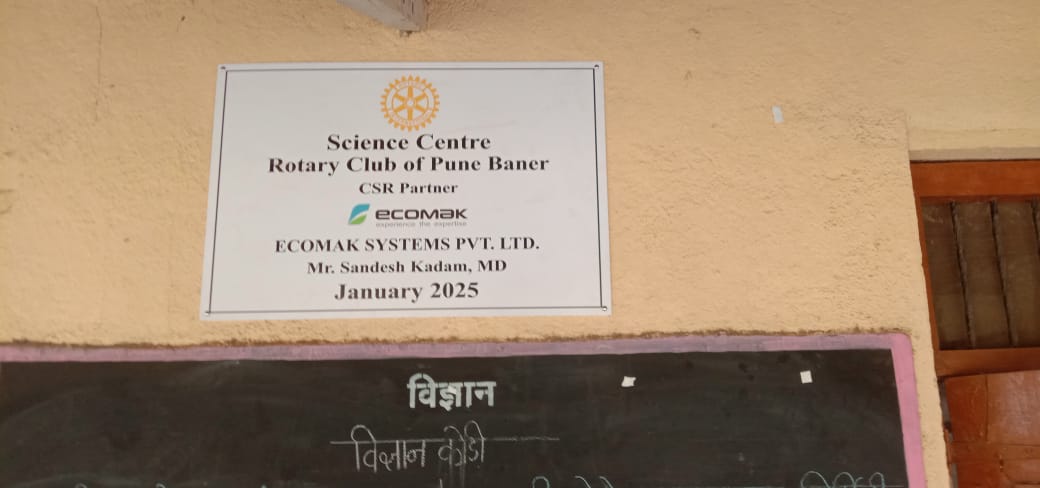 Science Centre
Rotary Club of Pune Baner
CSR Partner
ecomak
experience the expertise
ECOMAK SYSTEMS PVT. LTD.
Mr. Sandesh Kadam, MD
January 2025
विज्ञान
विज्ञान कोडी